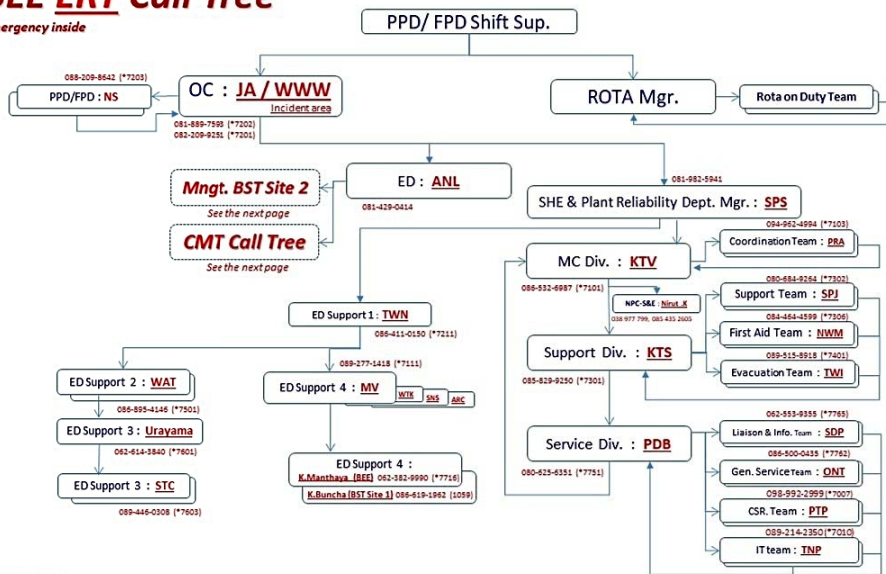 ERT Call Tree
ergency inside
PPD/ FPD Shift Sup.
088-209-8642 (*7203)
PPD/FPD : NS
OC : JA / WWW
Incident area
081-889-7593 (*7202)
082-209-9251 (*7201)
ROTA Mgr.
Rota on Duty Team
Mngt. BST Site 2
See the next page
CMT Call Tree
See the next page
ED : ANL
081-429-0414
081-982-5941
SHE & Plant Reliability Dept. Mgr. : SPS
094-962-4994 (*7103)
Coordination Team : PRA
MC Div. : KTV
086-532-6987 (*7101)
NPC-S&E : Nirut .K
038 977 799, 085 435 2605
080-684-9264 (*7302)
Support Team : SPJ
084-464-4599 (*7306)
First Aid Team : NWM
089-515-8918 (*7401)
Evacuation Team : TWI
Support Div. : KTS
085-829-9250 (*7301)
ED Support 1 : TWN
086-411-0150 (*7211)
ED Support 2 : WAT
086-895-4146 (*7501)
ED Support 3 : Urayama
062-614-3840 (*7601)
ED Support 3 : STC
089-446-0308 (*7603)
089-277-1418 (*7111)
ED Support 4 : MV
WTK
SNS
ARC
ED Support 4 :
K.Manthaya (BEE) 062-382-9990 (*7716)
K.Buncha (BST Site 1) 086-619-1962 (1059)
Service Div. : PDB
080-625-6351 (*7751)
062-553-9355 (*7765)
Liaison & Info. Team : SDP
086-500-0435 (*7762)
Gen. Service Team : ONT
098-992-2999 (*7007)
CSR. Team : PTP
089-214-2350 (*7010)
IT team : TNP